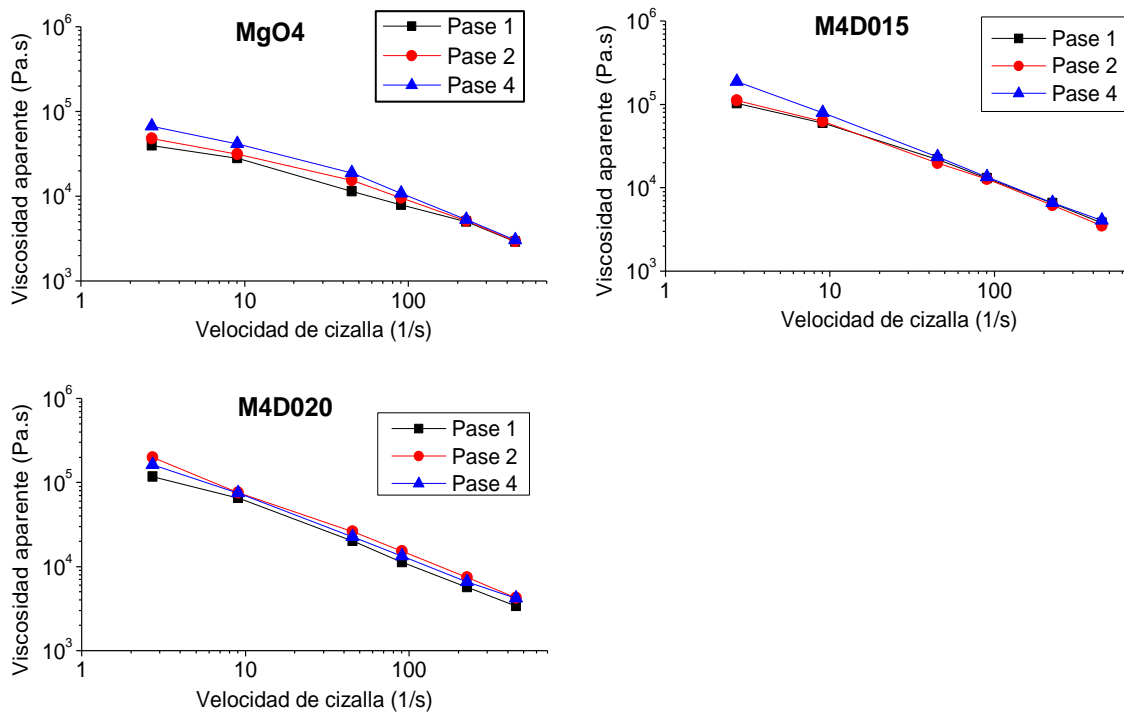 MgO4
Pase 1
Pase 2
Pase 4
10^6
10^5
10^4
10^3
Viscosidad aparente (Pa.s)
1
10
100
Velocidad de cizalla (1/s)
M4D015
Pase 1
Pase 2
Pase 4
10^6
10^5
10^4
10^3
Viscosidad aparente (Pa.s)
1
10
100
Velocidad de cizalla (1/s)
M4D020
Pase 1
Pase 2
Pase 4
10^6
10^5
10^4
10^3
Viscosidad aparente (Pa.s)
1
10
100
Velocidad de cizalla (1/s)